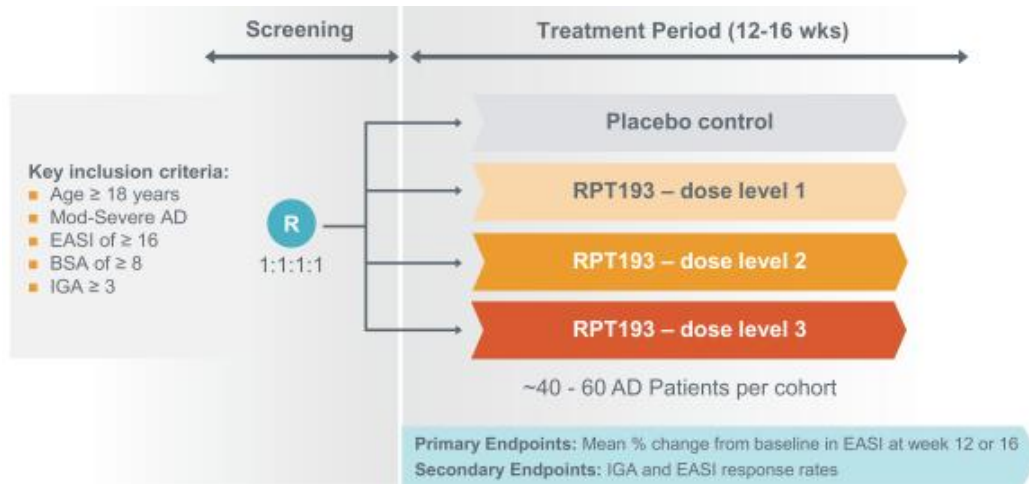 Screening
Treatment Period (12-16 wks)
Key inclusion criteria:
Age ≥ 18 years
Mod-Severe AD
EASI of ≥ 16
BSA of ≥ 8
IGA ≥ 3
R
1:1:1:1
Placebo control
RPT193 – dose level 1
RPT193 – dose level 2
RPT193 – dose level 3
~40 - 60 AD Patients per cohort
Primary Endpoints: Mean % change from baseline in EASI at week 12 or 16
Secondary Endpoints: IGA and EASI response rates